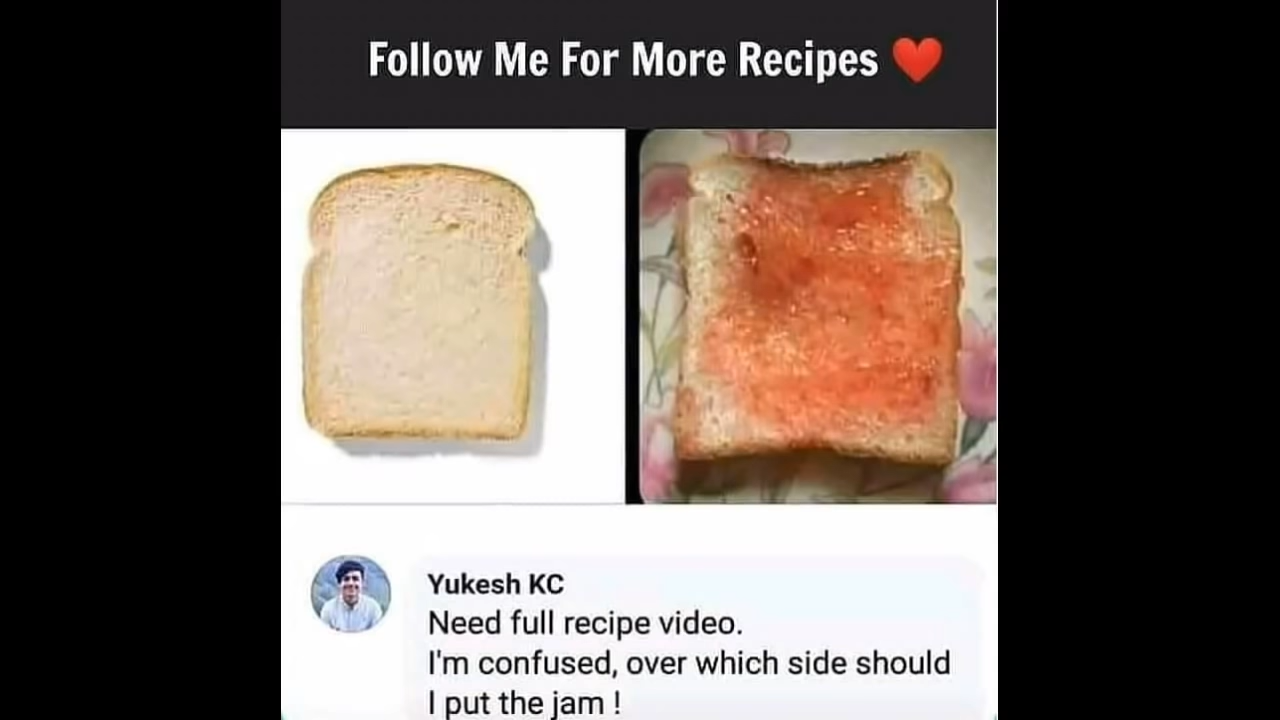 Follow Me For More Recipes ❤️
Yukesh KC
Need full recipe video.
I'm confused, over which side should
I put the jam !